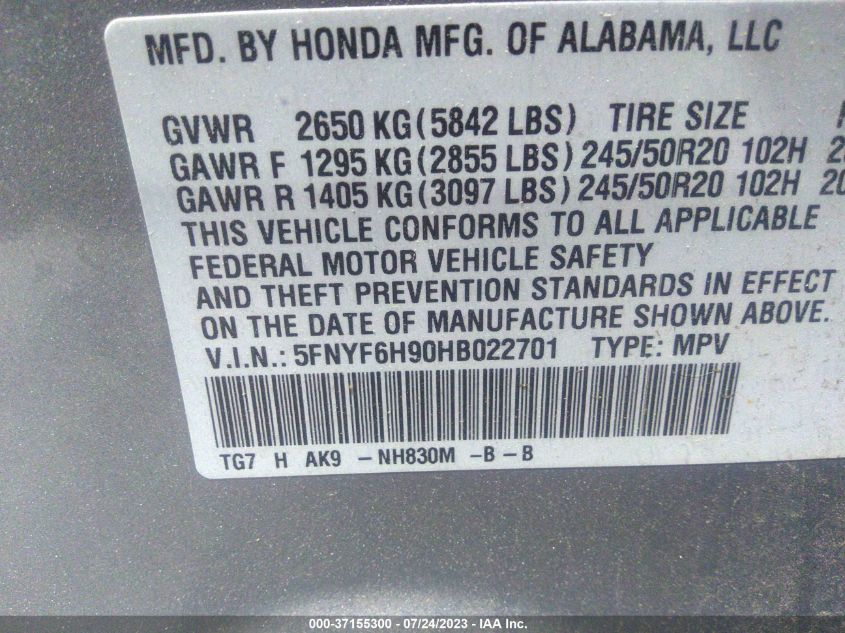 MFD. BY HONDA MFG. OF ALABAMA, LLC
GVWR 2650 KG (5842 LBS) TIRE SIZE
GAWR F 1295 KG (2855 LBS) 245/50R20 102H
GAWR R 1405 KG (3097 LBS) 245/50R20 102H
THIS VEHICLE CONFORMS TO ALL APPLICABLE
FEDERAL MOTOR VEHICLE SAFETY
AND THEFT PREVENTION STANDARDS IN EFFECT
ON THE DATE OF MANUFACTURE SHOWN ABOVE.
V.I.N.: 5FNYF6H90HB022701 TYPE: MPV
TG7 H AK9 -NH830M -B -B
000-37155300 - 07/24/2023 - IAA Inc.